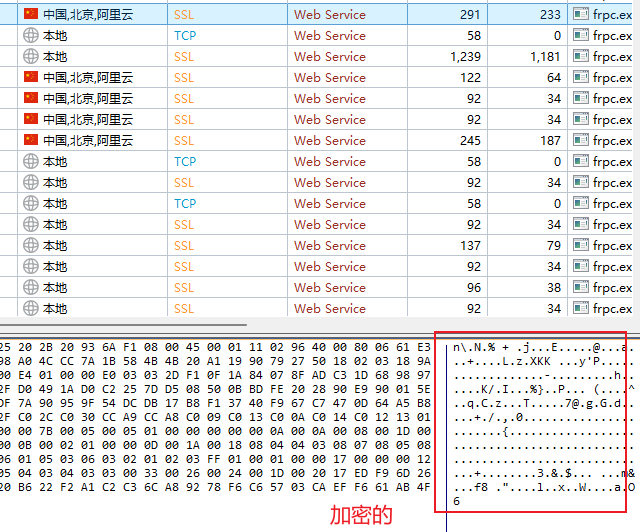 中国,北京,阿里云 SSL Web Service 291 233 frpc.ex
本地 TCP Web Service 58 0 frpc.ex
本地 SSL Web Service 1,239 1,181 frpc.ex
中国,北京,阿里云 SSL Web Service 122 64 frpc.ex
中国,北京,阿里云 SSL Web Service 92 34 frpc.ex
中国,北京,阿里云 SSL Web Service 92 34 frpc.ex
中国,北京,阿里云 SSL Web Service 245 187 frpc.ex
本地 TCP Web Service 58 0 frpc.ex
本地 SSL Web Service 92 34 frpc.ex
本地 TCP Web Service 58 0 frpc.ex
本地 SSL Web Service 92 34 frpc.ex
本地 SSL Web Service 137 79 frpc.ex
本地 SSL Web Service 92 34 frpc.ex
本地 SSL Web Service 96 38 frpc.ex
本地 SSL Web Service 92 34 frpc.ex
25 20 2B 20 93 6A F1 08 00 45 00 01 11 02 96 40 00 80 06 61 E3 n\.N.% + .j...E.....@...a.
98 A0 4C CC 7A 1B 58 4B 4B 20 A1 19 90 79 27 50 18 02 03 18 9A ..+....L.z.XKK ...y'P.....
00 E4 01 00 00 E0 03 03 2D F1 0F 1A 84 07 8F AD C3 1D 68 98 97 .............-.........h..
2F D0 49 1A D0 C2 25 7D D5 08 50 0B BD FE 20 28 90 E9 90 01 5E ....K/.I...%}..P... (....^
DF 7A 90 95 9F 54 DC DB 17 B8 F1 37 40 F9 67 C7 47 0D 64 A5 B8 ..q.C.z...T.....7@.g.G.d..
2F C0 2C C0 30 CC A9 CC A8 C0 09 C0 13 C0 0A C0 14 C0 12 13 01 ...+./.,.0................
00 00 7B 00 05 00 05 01 00 00 00 00 00 0A 00 0A 00 08 00 1D 00 .......{..................
00 0B 00 02 01 00 00 0D 00 1A 00 18 08 04 04 03 08 07 08 05 08
06 01 05 03 06 03 02 01 02 03 FF 01 00 01 00 00 17 00 00 00 12
05 04 03 04 03 03 00 33 00 26 00 24 00 1D 00 20 17 ED F9 6D 26 ...+........3.&.$... ...m&
20 B6 22 F2 A1 C2 C3 6C A8 92 78 F6 C6 57 03 CA EF F6 61 AB 4F ...f8 ."....l..x..W....a.O
6
加密的